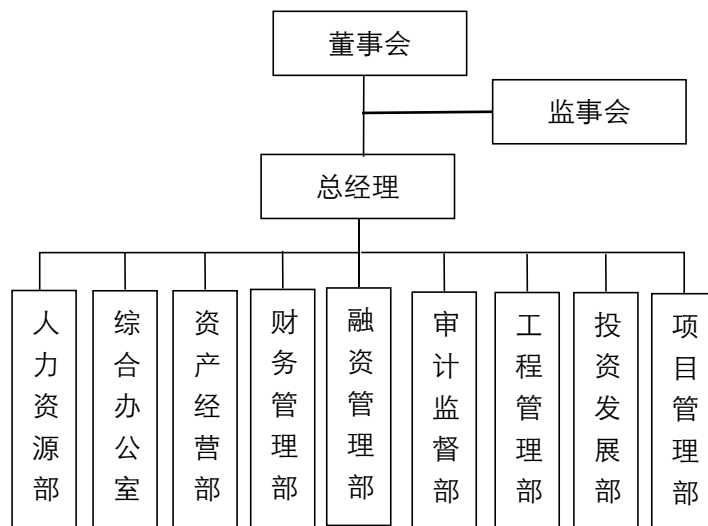 董事会
监事会
总经理
人力资源部
综合办公室
资产经营部
财务管理部
融资管理部
审计监督部
工程管理部
投资发展部
项目管理部